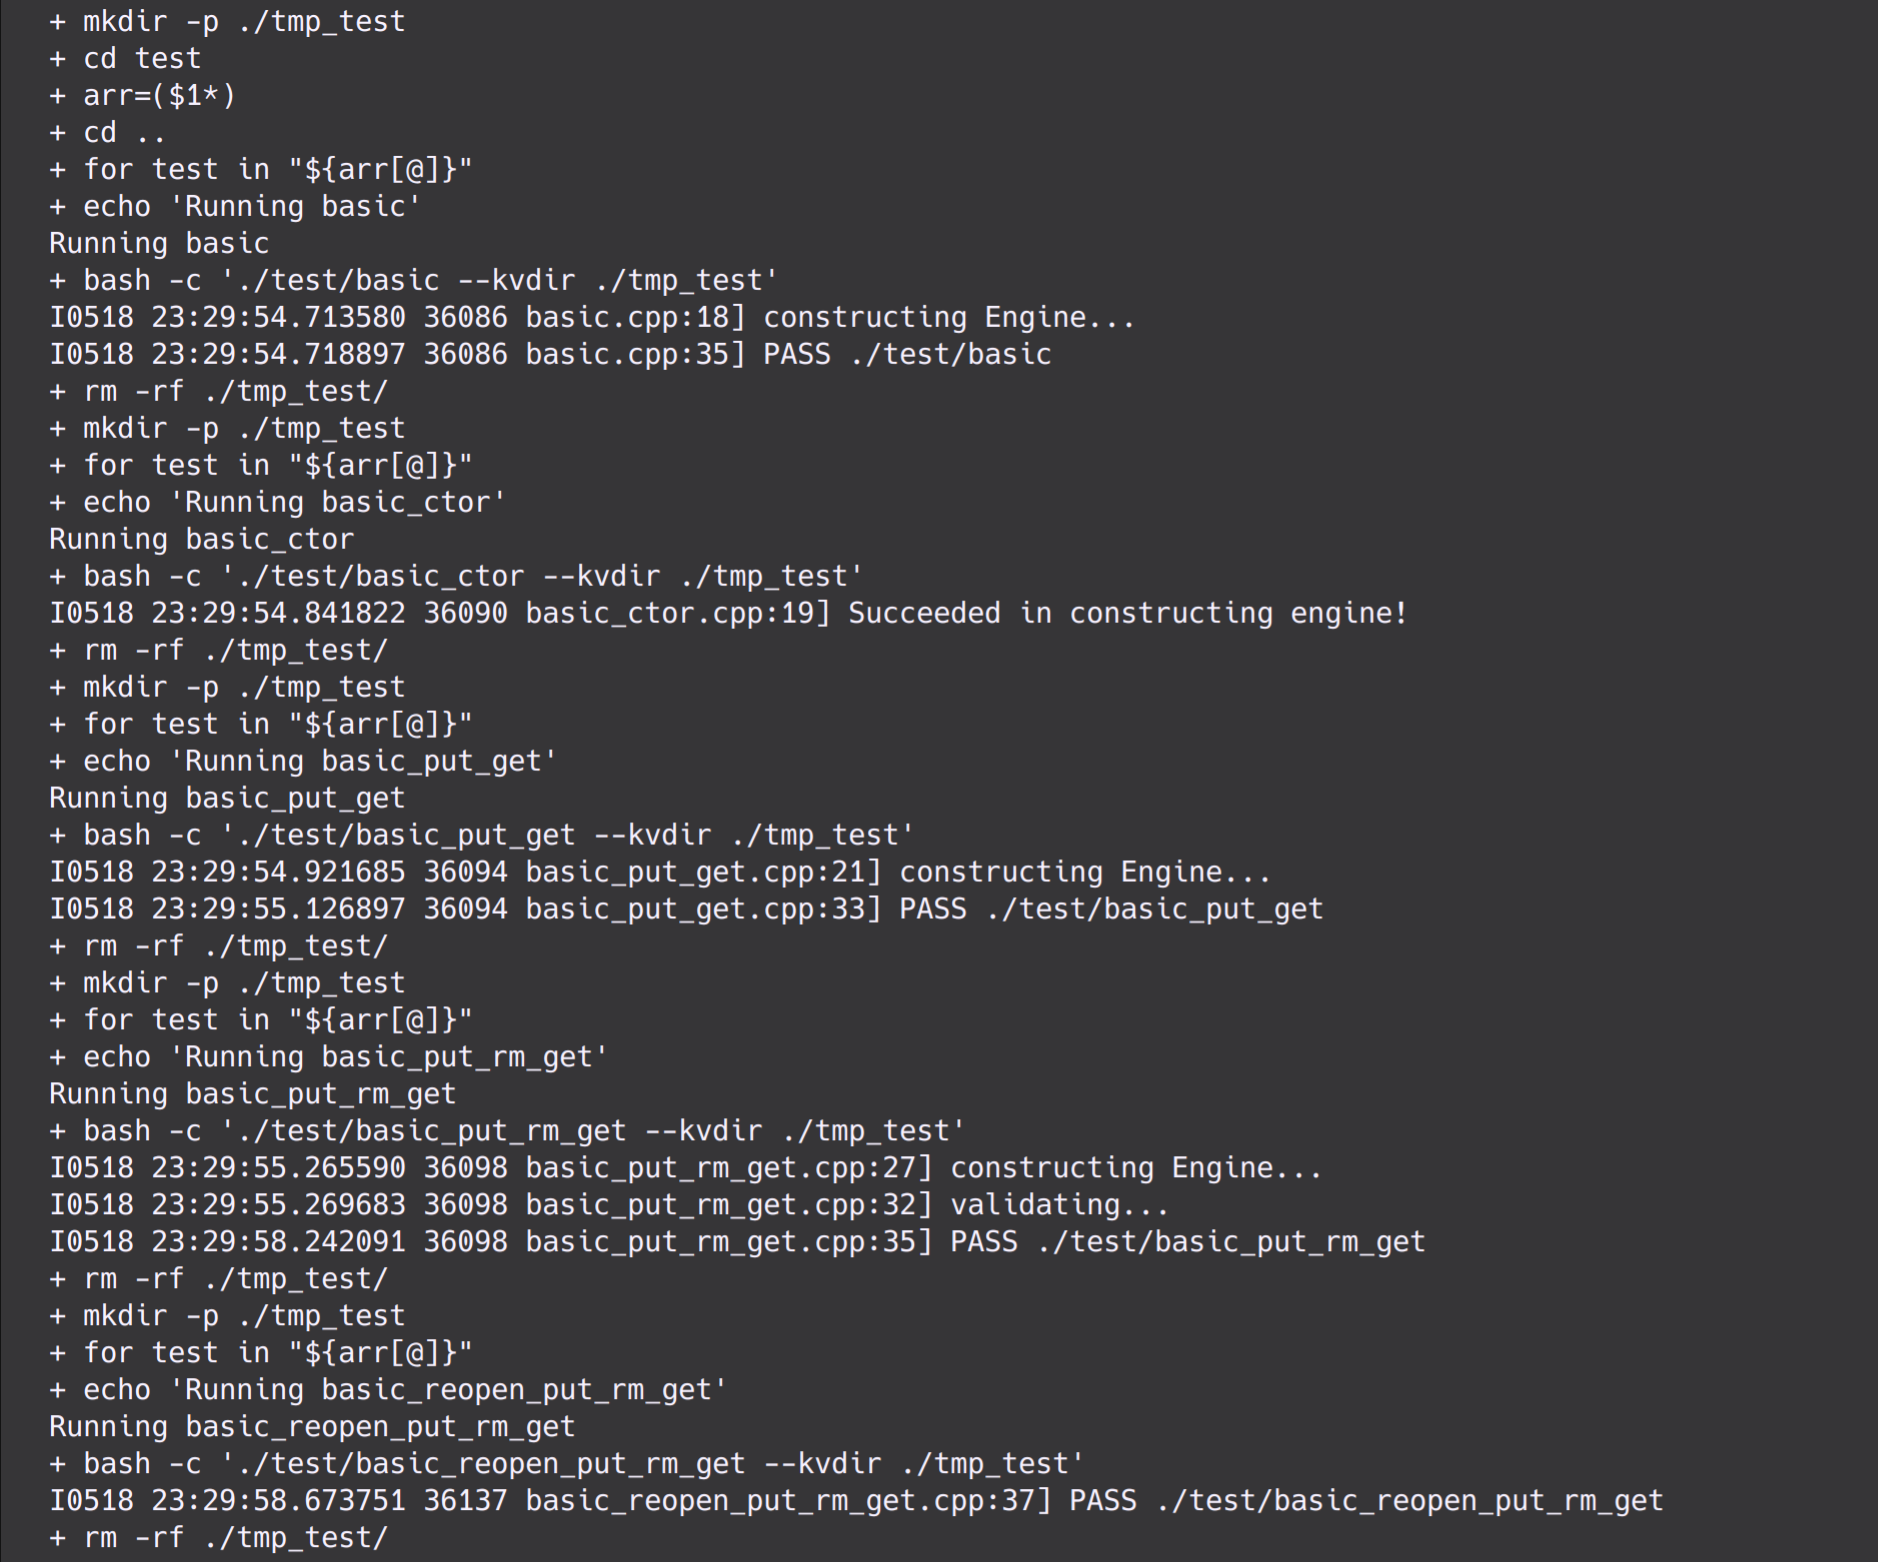 + mkdir -p ./tmp_test
+ cd test
+ arr=($1*)
+ cd ..
+ for test in "${arr[@]}"
+ echo 'Running basic'
Running basic
+ bash -c './test/basic --kvdir ./tmp_test'
I0518 23:29:54.713580 36086 basic.cpp:18] constructing Engine...
I0518 23:29:54.718897 36086 basic.cpp:35] PASS ./test/basic
+ rm -rf ./tmp_test/
+ mkdir -p ./tmp_test
+ for test in "${arr[@]}"
+ echo 'Running basic_ctor'
Running basic_ctor
+ bash -c './test/basic_ctor --kvdir ./tmp_test'
I0518 23:29:54.841822 36090 basic_ctor.cpp:19] Succeeded in constructing engine!
+ rm -rf ./tmp_test/
+ mkdir -p ./tmp_test
+ for test in "${arr[@]}"
+ echo 'Running basic_put_get'
Running basic_put_get
+ bash -c './test/basic_put_get --kvdir ./tmp_test'
I0518 23:29:54.921685 36094 basic_put_get.cpp:21] constructing Engine...
I0518 23:29:55.126897 36094 basic_put_get.cpp:33] PASS ./test/basic_put_get
+ rm -rf ./tmp_test/
+ mkdir -p ./tmp_test
+ for test in "${arr[@]}"
+ echo 'Running basic_put_rm_get'
Running basic_put_rm_get
+ bash -c './test/basic_put_rm_get --kvdir ./tmp_test'
I0518 23:29:55.265590 36098 basic_put_rm_get.cpp:27] constructing Engine...
I0518 23:29:55.269683 36098 basic_put_rm_get.cpp:32] validating...
I0518 23:29:58.242091 36098 basic_put_rm_get.cpp:35] PASS ./test/basic_put_rm_get
+ rm -rf ./tmp_test/
+ mkdir -p ./tmp_test
+ for test in "${arr[@]}"
+ echo 'Running basic_reopen_put_rm_get'
Running basic_reopen_put_rm_get
+ bash -c './test/basic_reopen_put_rm_get --kvdir ./tmp_test'
I0518 23:29:58.673751 36137 basic_reopen_put_rm_get.cpp:37] PASS ./test/basic_reopen_put_rm_get
+ rm -rf ./tmp_test/